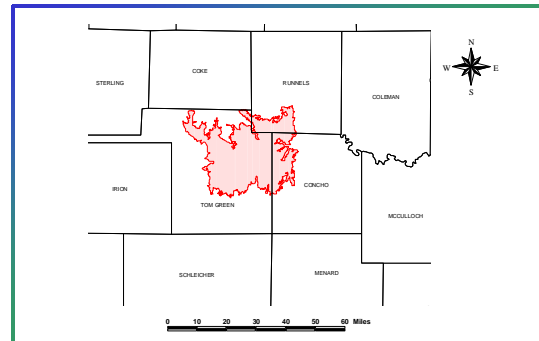 N
W E
S
COKE
STERLING
RUNNELS
COLEMAN
IRION
CONCHO
TOM GREEN
MCCULLOCH
SCHLEICHER
MENARD
0 10 20 30 40 50 60 Miles